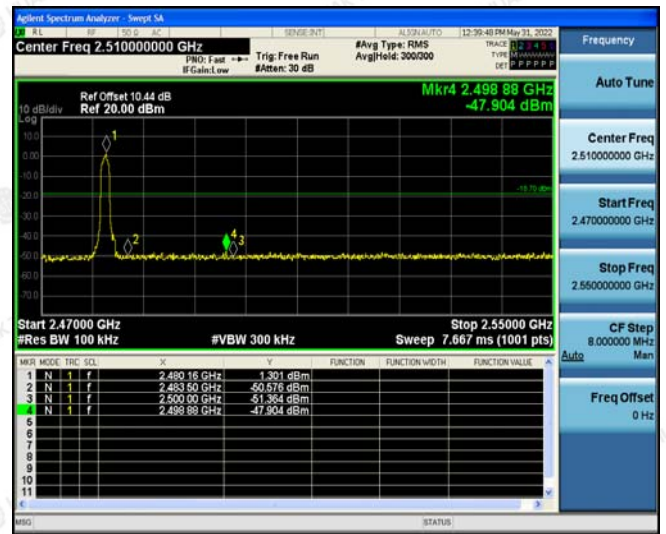 Agilent Spectrum Analyzer - Swept SA
RL RF 50 Ω AC SENSE:INT ALIGNAUTO 12:39:48 PM May 31, 2022
Center Freq 2.510000000 GHz
PNO: Fast Trig: Free Run #Avg Type: RMS TRACE 1 2 3 4 5 6
IFGain:Low #Atten: 30 dB Avg|Hold: 300/300 TYPE
DET P P P P P P
Frequency
Auto Tune
Center Freq
2.510000000 GHz
Start Freq
2.470000000 GHz
Stop Freq
2.550000000 GHz
CF Step
8.000000 MHz
Auto Man
Freq Offset
0 Hz
Mkr4 2.498 88 GHz
-47.904 dBm
Ref Offset 10.44 dB
10 dB/div Ref 20.00 dBm
Log
10.0
0.00
-10.0
-20.0
-30.0
-40.0
-50.0
-60.0
-70.0
1
2
4
3
-18.70 dBm
Start 2.47000 GHz Stop 2.55000 GHz
#Res BW 100 kHz #VBW 300 kHz Sweep 7.667 ms (1001 pts)
MKR MODE TRC SCL X Y FUNCTION FUNCTION WIDTH FUNCTION VALUE
1 N 1 f 2.480 16 GHz 1.301 dBm
2 N 1 f 2.483 50 GHz -50.576 dBm
3 N 1 f 2.500 00 GHz -51.364 dBm
4 N 1 f 2.498 88 GHz -47.904 dBm
5
6
7
8
9
10
11
MSG STATUS